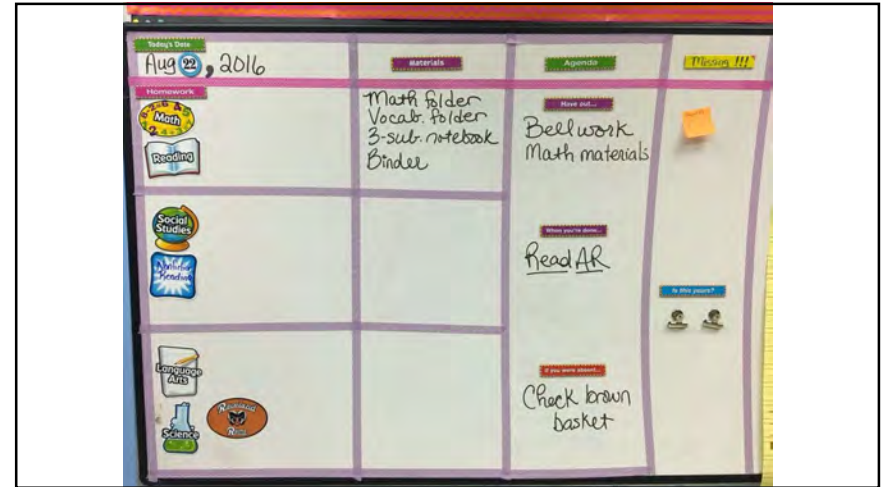 Today's Date
Aug 22, 2016
Materials
Agenda
Missing !!!
Homework
Math
Reading
Math folder
Vocab. folder
3-sub. notebook
Binder
Have out...
Bellwork
Math materials
Social
Studies
Nonfiction
Reading
When you're done...
Read AR
Is this yours?
Language
Arts
Science
If you were absent...
Check brown
basket